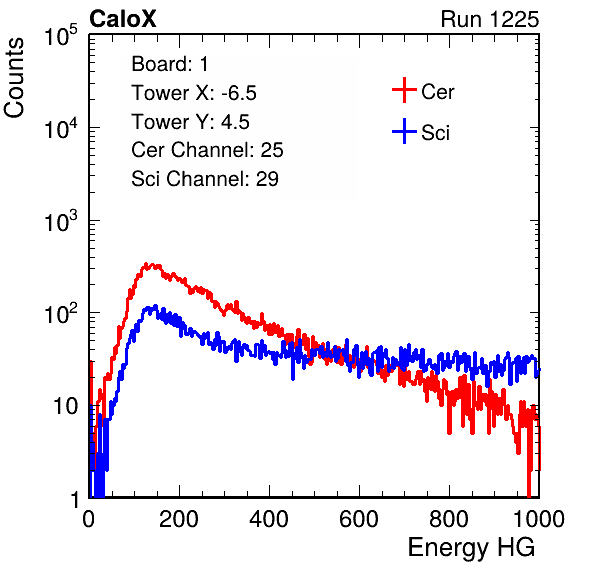 CaloX
Run 1225
Counts
10^5
10^4
10^3
10^2
10
1
Board: 1
Tower X: -6.5
Tower Y: 4.5
Cer Channel: 25
Sci Channel: 29
Cer
Sci
0 200 400 600 800 1000
Energy HG